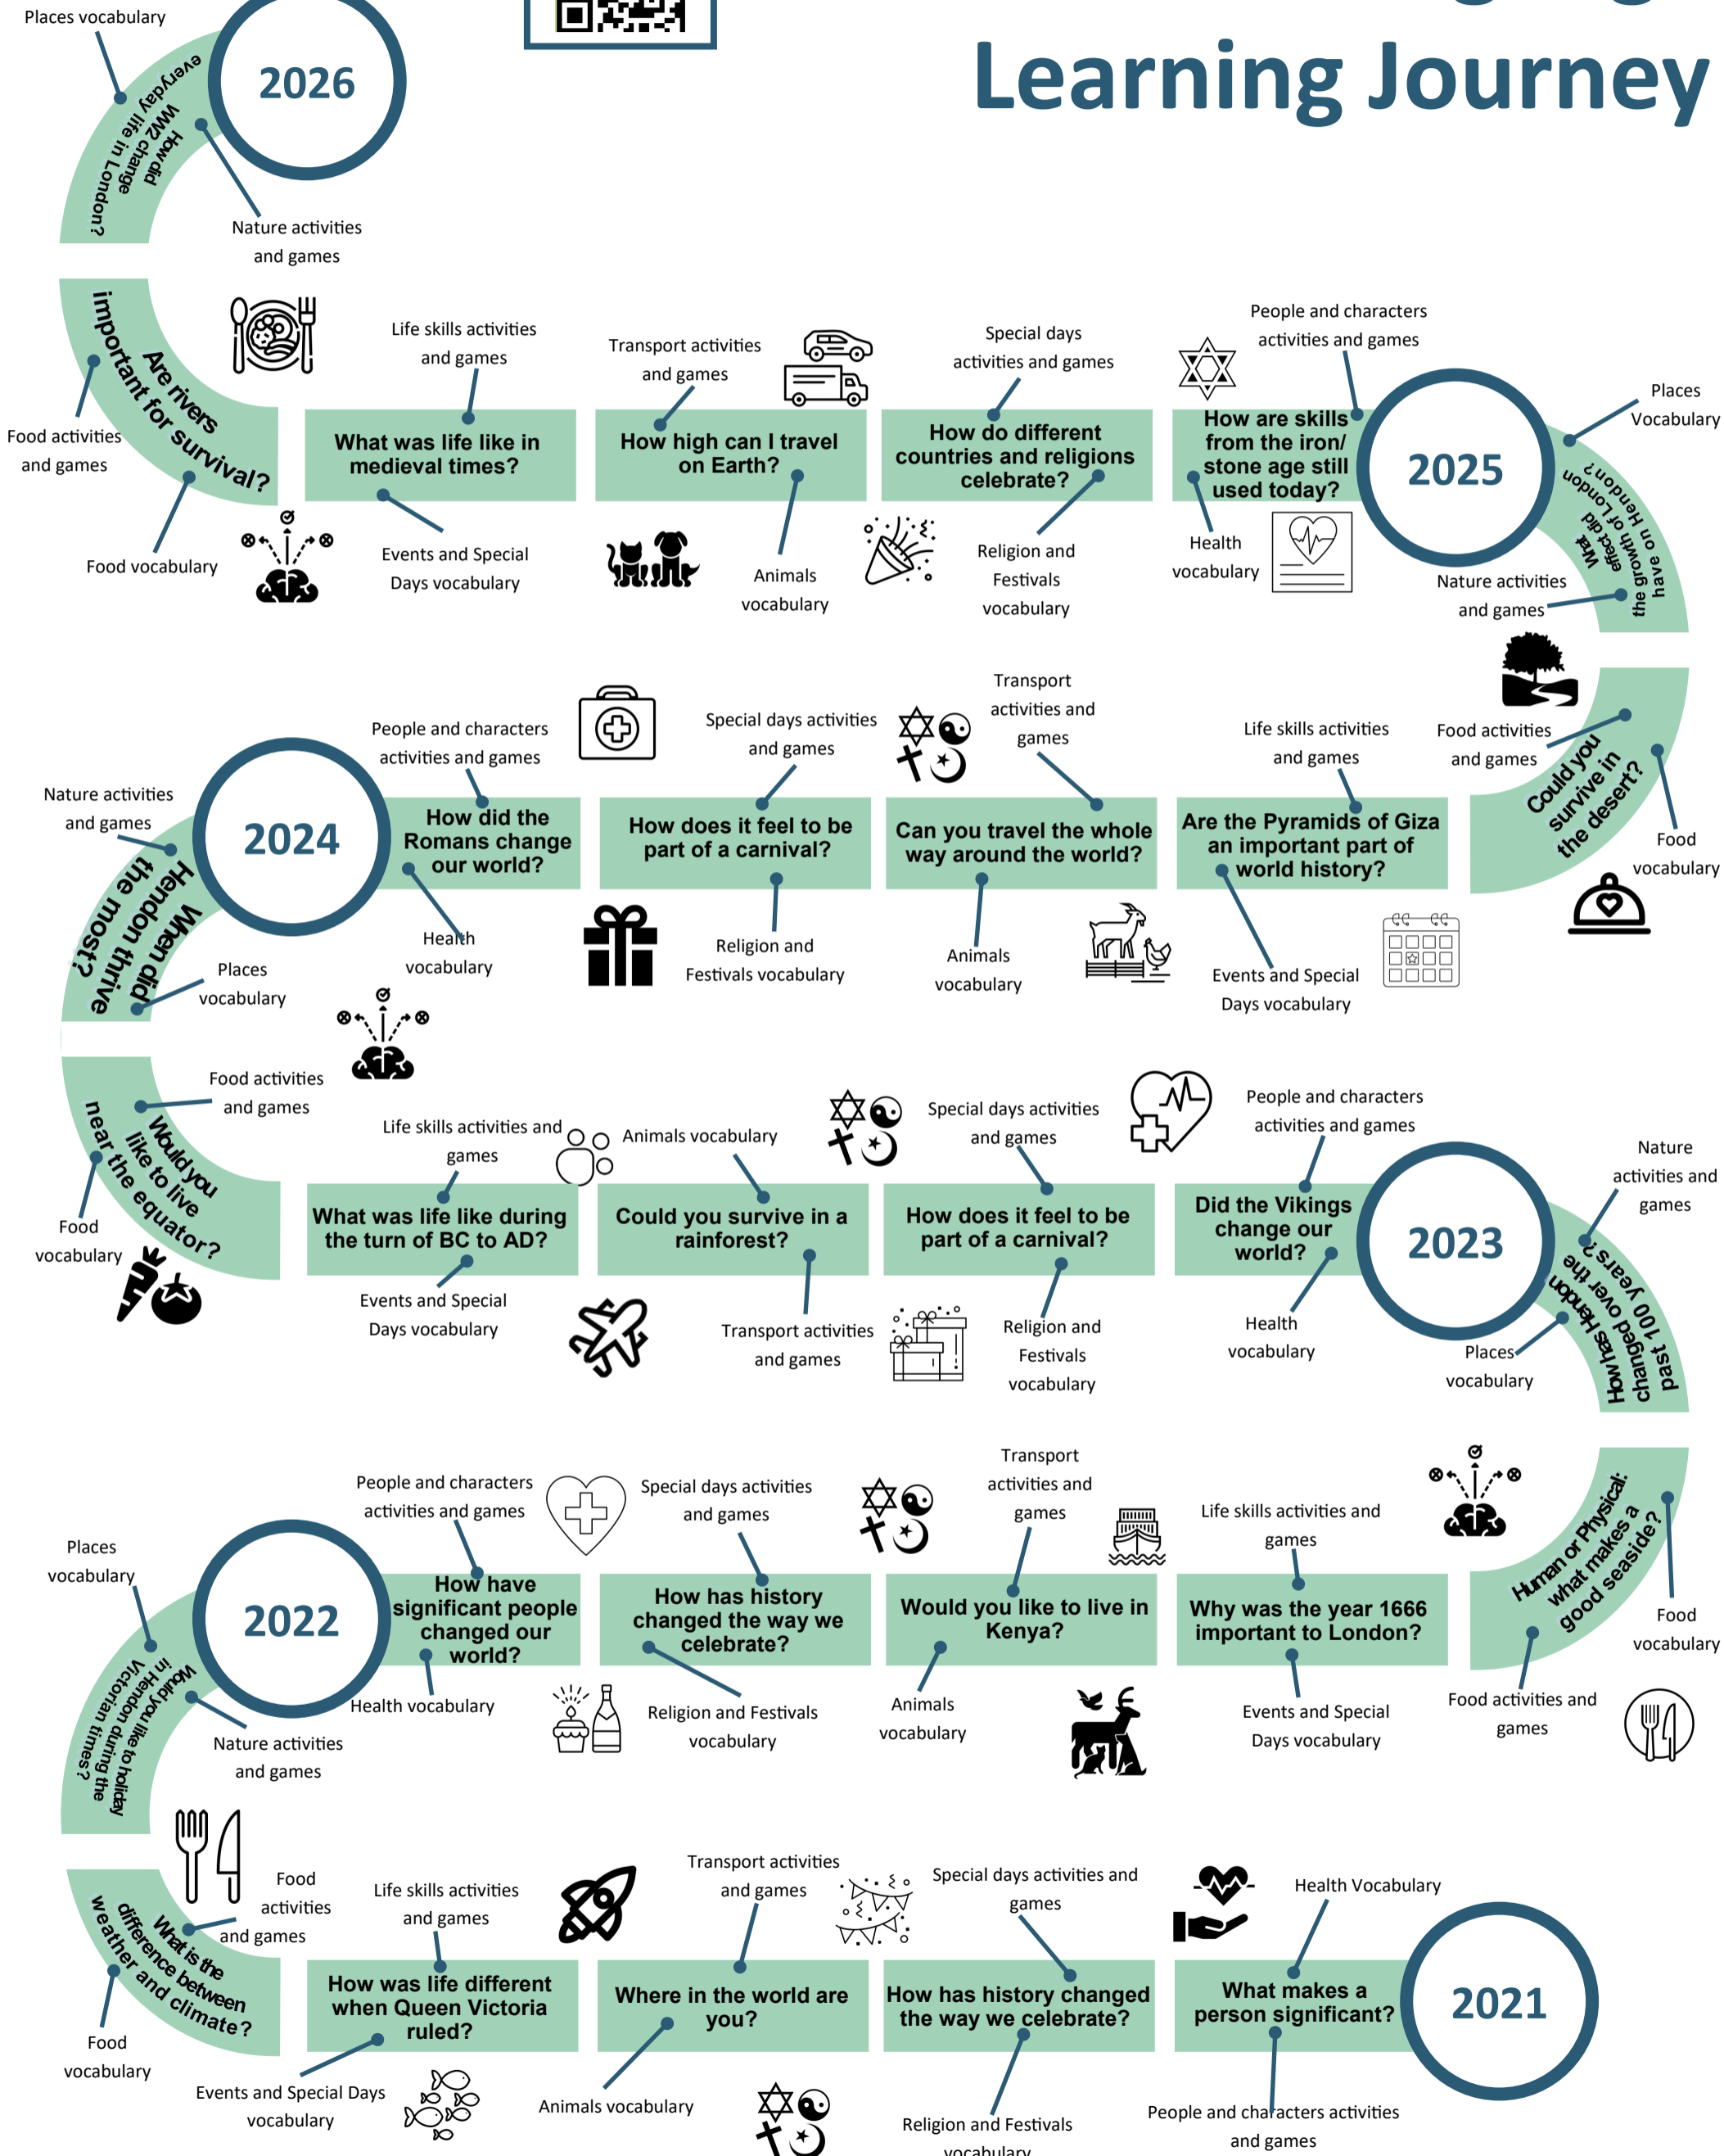 Learning Journey
Places vocabulary
2026
How did
WW2 change
everyday life in London?
Nature activities
and games
Are rivers
important for survival?
Food activities
and games
Food vocabulary
Life skills activities
and games
What was life like in
medieval times?
Events and Special
Days vocabulary
Transport activities
and games
How high can I travel
on Earth?
Animals
vocabulary
Special days
activities and games
How do different
countries and religions
celebrate?
Religion and
Festivals
vocabulary
People and characters
activities and games
How are skills
from the iron/
stone age still
used today?
Health
vocabulary
2025
Places
Vocabulary
What
effect did
the growth of London
have on Hendon?
Nature activities
and games
Food activities
and games
Could you
survive in
the desert?
Food
vocabulary
Life skills activities
and games
Are the Pyramids of Giza
an important part of
world history?
Events and Special
Days vocabulary
Transport
activities and
games
Can you travel the whole
way around the world?
Animals
vocabulary
Special days activities
and games
How does it feel to be
part of a carnival?
Religion and
Festivals vocabulary
People and characters
activities and games
How did the
Romans change
our world?
Health
vocabulary
2024
Nature activities
and games
When did
Hendon thrive
the most?
Places
vocabulary
Food activities
and games
Would you
like to live
near the equator?
Food
vocabulary
Life skills activities and
games
What was life like during
the turn of BC to AD?
Events and Special
Days vocabulary
Animals vocabulary
Could you survive in a
rainforest?
Transport activities
and games
Special days activities
and games
How does it feel to be
part of a carnival?
Religion and
Festivals
vocabulary
People and characters
activities and games
Did the Vikings
change our
world?
Health
vocabulary
2023
Nature
activities and
games
How has Hendon
changed over the
past 100 years?
Places
vocabulary
Human or Physical:
what makes a
good seaside?
Food
vocabulary
Food activities and
games
Life skills activities and
games
Why was the year 1666
important to London?
Events and Special
Days vocabulary
Transport
activities and
games
Would you like to live in
Kenya?
Animals
vocabulary
Special days activities
and games
How has history
changed the way we
celebrate?
Religion and Festivals
vocabulary
People and characters
activities and games
How have
significant people
changed our
world?
Health vocabulary
2022
Places
vocabulary
Would you like to holiday
in Hendon during the
Victorian times?
Nature activities
and games
Food
activities
and games
What is the
difference between
weather and climate?
Food
vocabulary
Life skills activities
and games
How was life different
when Queen Victoria
ruled?
Events and Special Days
vocabulary
Transport activities
and games
Where in the world are
you?
Animals vocabulary
Special days activities and
games
How has history changed
the way we celebrate?
Religion and Festivals
vocabulary
Health Vocabulary
What makes a
person significant?
People and characters activities
and games
2021